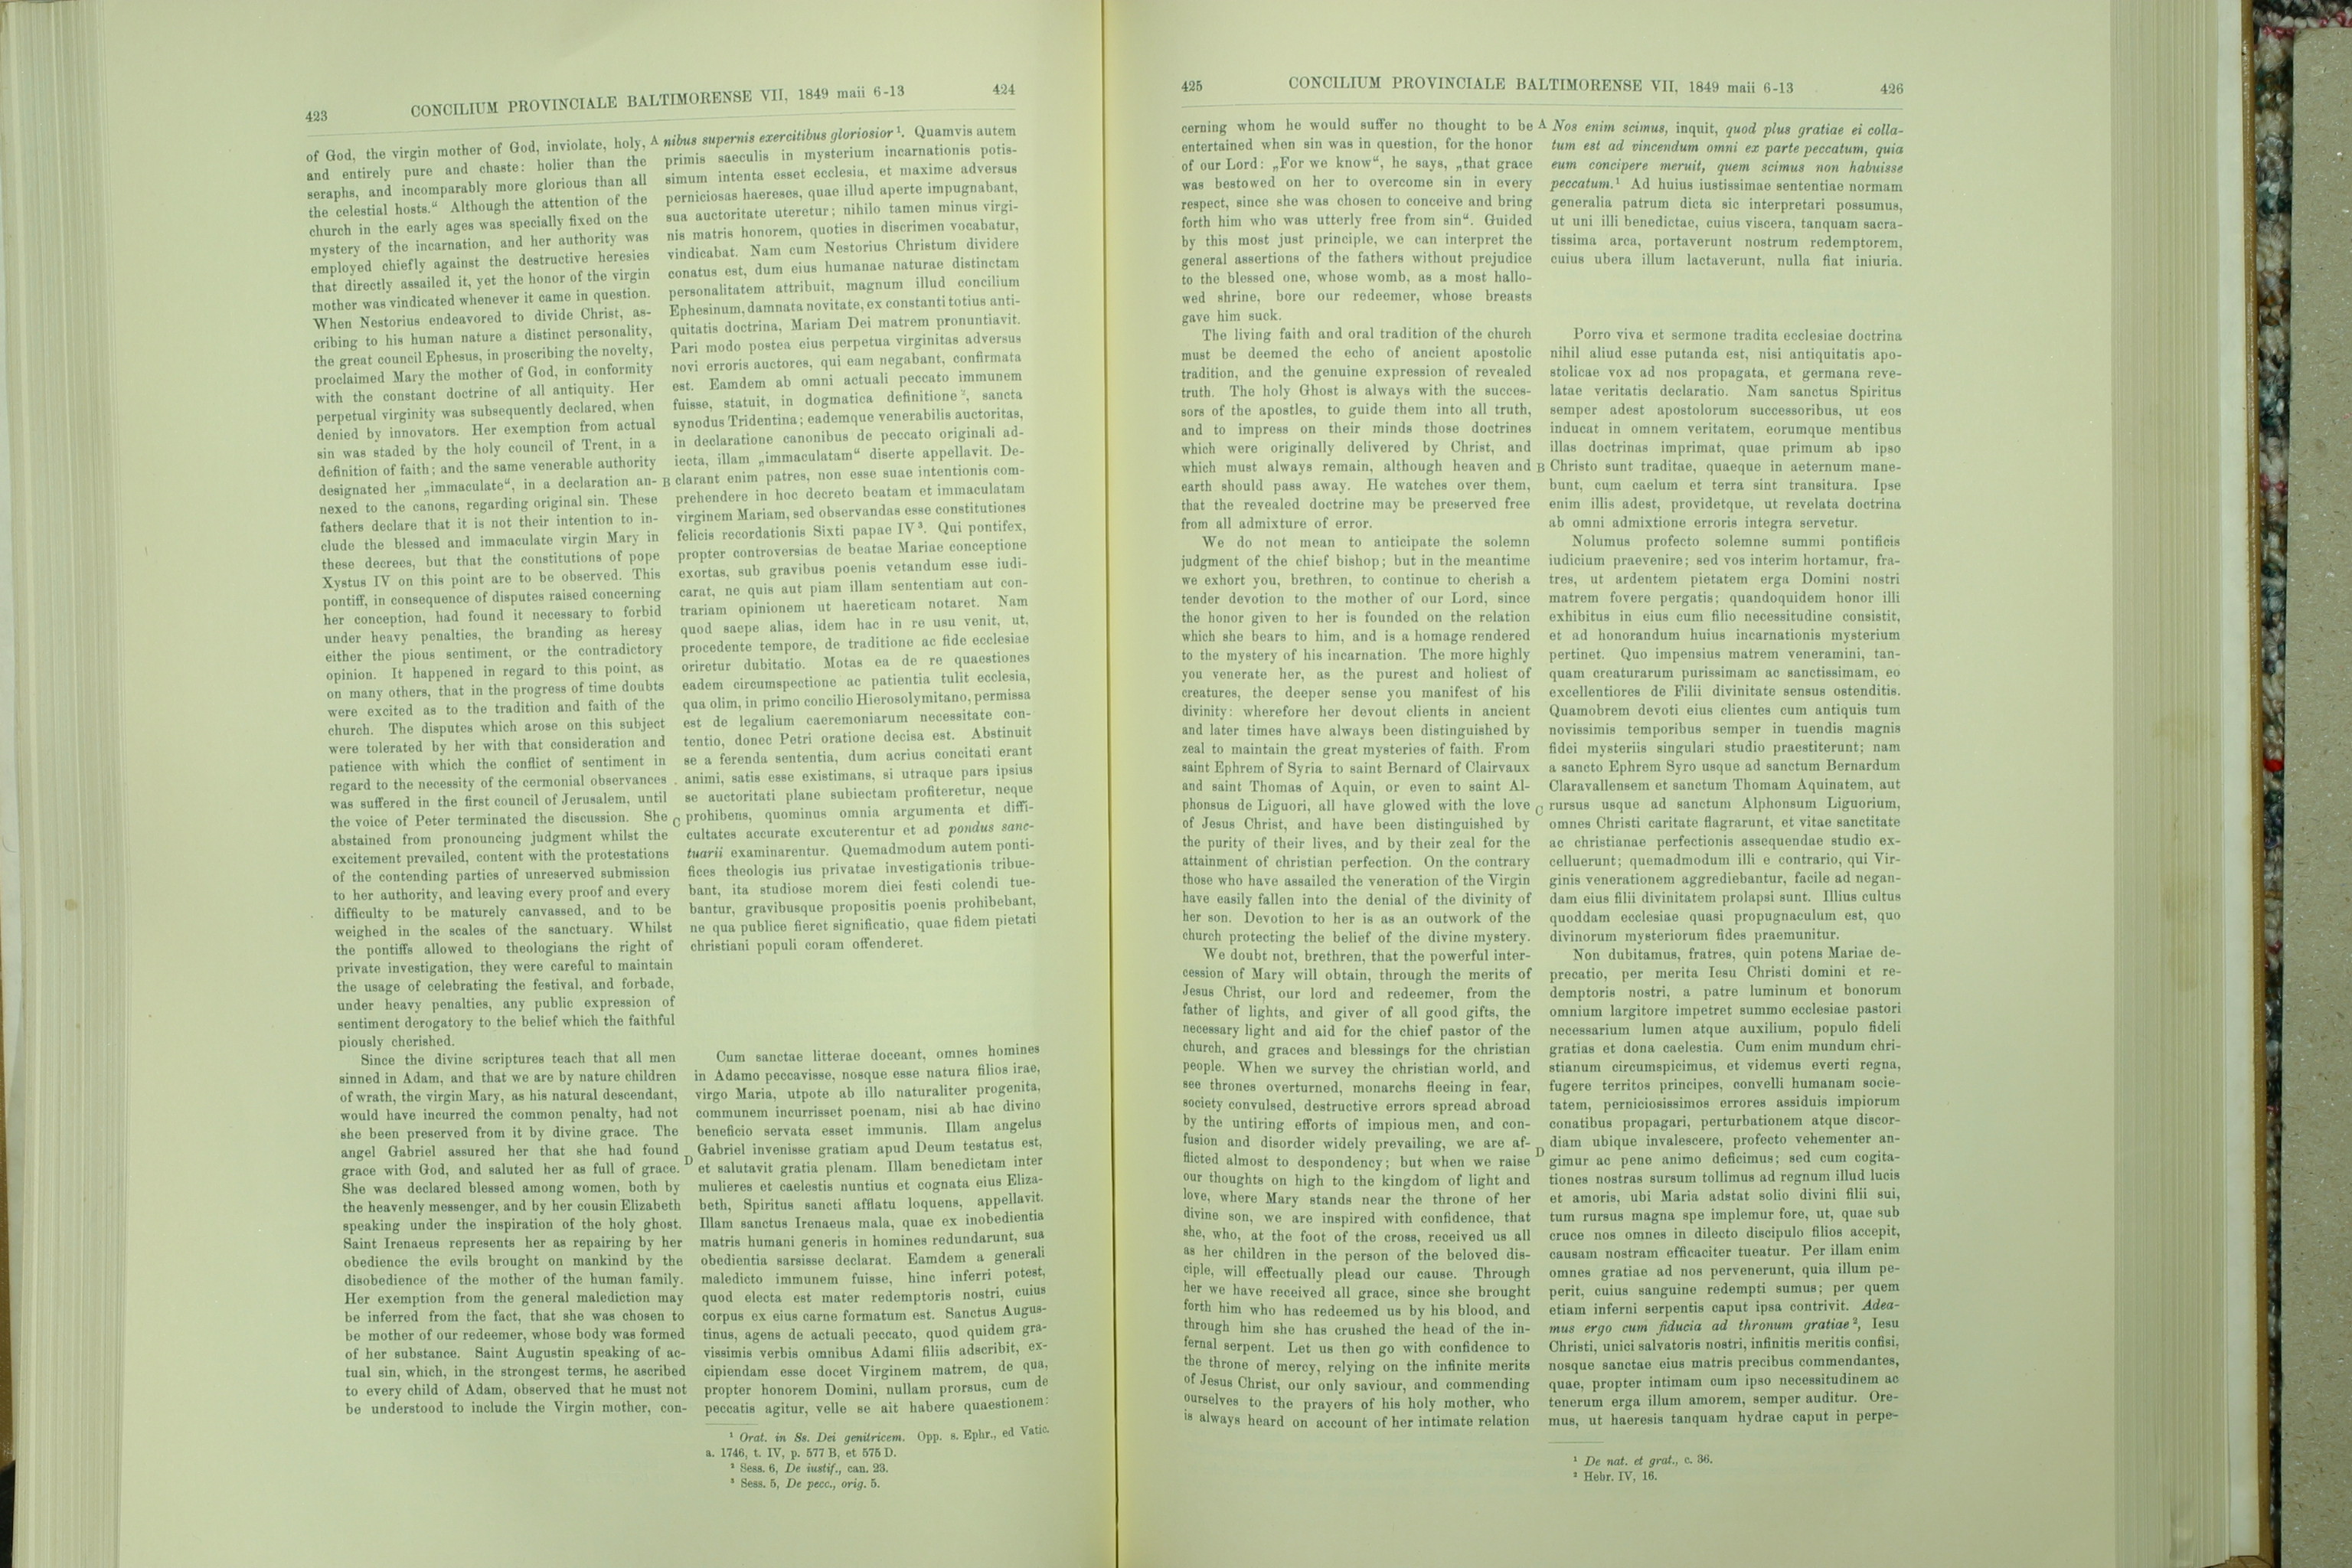 423
CONCILIUM PROVINCIALE BALTIMORENSE VII, 1849 maii 6-13
424
of God, the virgin mother of God, inviolate, holy,
and entirely pure and chaste: holier than the
seraphs, and incomparably more glorious than all
the celestial hosts.“ Although the attention of the
church in the early ages was specially fixed on the
mystery of the incarnation, and her authority was
employed chiefly against the destructive heresies
that directly assailed it, yet the honor of the virgin
mother was vindicated whenever it came in question.
When Nestorius endeavored to divide Christ, as-
cribing to his human nature a distinct personality,
the great council Ephesus, in proscribing the novelty,
proclaimed Mary the mother of God, in conformity
with the constant doctrine of all antiquity. Her
perpetual virginity was subsequently declared, when
denied by innovators. Her exemption from actual
sin was staded by the holy council of Trent, in a
definition of faith; and the same venerable authority
designated her „immaculate“, in a declaration an-
nexed to the canons, regarding original sin. These
fathers declare that it is not their intention to in-
clude the blessed and immaculate virgin Mary in
these decrees, but that the constitutions of pope
Xystus IV on this point are to be observed. This
pontiff, in consequence of disputes raised concerning
her conception, had found it necessary to forbid
under heavy penalties, the branding as heresy
either the pious sentiment, or the contradictory
opinion. It happened in regard to this point, as
on many others, that in the progress of time doubts
were excited as to the tradition and faith of the
church. The disputes which arose on this subject
were tolerated by her with that consideration and
patience with which the conflict of sentiment in
regard to the necessity of the cermonial observances
was suffered in the first council of Jerusalem, until
the voice of Peter terminated the discussion. She
abstained from pronouncing judgment whilst the
excitement prevailed, content with the protestations
of the contending parties of unreserved submission
to her authority, and leaving every proof and every
difficulty to be maturely canvassed, and to be
weighed in the scales of the sanctuary. Whilst
the pontiffs allowed to theologians the right of
private investigation, they were careful to maintain
the usage of celebrating the festival, and forbade,
under heavy penalties, any public expression of
sentiment derogatory to the belief which the faithful
piously cherished.
Since the divine scriptures teach that all men
sinned in Adam, and that we are by nature children
of wrath, the virgin Mary, as his natural descendant,
would have incurred the common penalty, had not
she been preserved from it by divine grace. The
angel Gabriel assured her that she had found
grace with God, and saluted her as full of grace.
She was declared blessed among women, both by
the heavenly messenger, and by her cousin Elizabeth
speaking under the inspiration of the holy ghost.
Saint Irenaeus represents her as repairing by her
obedience the evils brought on mankind by the
disobedience of the mother of the human family.
Her exemption from the general malediction may
be inferred from the fact, that she was chosen to
be mother of our redeemer, whose body was formed
of her substance. Saint Augustin speaking of ac-
tual sin, which, in the strongest terms, he ascribed
to every child of Adam, observed that he must not
be understood to include the Virgin mother, con-
A
B
C
D
nibus supernis exercitibus gloriosior ¹. Quamvis autem
primis saeculis in mysterium incarnationis potis-
simum intenta esset ecclesia, et maxime adversus
perniciosas haereses, quae illud aperte impugnabant,
sua auctoritate uteretur; nihilo tamen minus virgi-
nis matris honorem, quoties in discrimen vocabatur,
vindicabat. Nam cum Nestorius Christum dividere
conatus est, dum eius humanae naturae distinctam
personalitatem attribuit, magnum illud concilium
Ephesinum, damnata novitate, ex constanti totius anti-
quitatis doctrina, Mariam Dei matrem pronuntiavit.
Pari modo postea eius perpetua virginitas adversus
novi erroris auctores, qui eam negabant, confirmata
est. Eamdem ab omni actuali peccato immunem
fuisse, statuit, in dogmatica definitione ², sancta
synodus Tridentina; eademque venerabilis auctoritas,
in declaratione canonibus de peccato originali ad-
iecta, illam „immaculatam“ diserte appellavit. De-
clarant enim patres, non esse suae intentionis com-
prehendere in hoc decreto beatam et immaculatam
virginem Mariam, sed observandas esse constitutiones
felicis recordationis Sixti papae IV ³. Qui pontifex,
propter controversias de beatae Mariae conceptione
exortas, sub gravibus poenis vetandum esse iudi-
carat, ne quis aut piam illam sententiam aut con-
trariam opinionem ut haereticam notaret. Nam
quod saepe alias, idem hac in re usu venit, ut,
procedente tempore, de traditione ac fide ecclesiae
oriretur dubitatio. Motas ea de re quaestiones
eadem circumspectione ac patientia tulit ecclesia,
qua olim, in primo concilio Hierosolymitano, permissa
est de legalium caeremoniarum necessitate con-
tentio, donec Petri oratione decisa est. Abstinuit
se a ferenda sententia, dum acrius concitati erant
animi, satis esse existimans, si utraque pars ipsius
se auctoritati plane subiectam profiteretur, neque
prohibens, quominus omnia argumenta et diffi-
cultates accurate excuterentur et ad pondus sanc-
tuarii examinarentur. Quemadmodum autem ponti-
fices theologis ius privatae investigationis tribue-
bant, ita studiose morem diei festi colendi tue-
bantur, gravibusque propositis poenis prohibebant,
ne qua publice fieret significatio, quae fidem pietati
christiani populi coram offenderet.
Cum sanctae litterae doceant, omnes homines
in Adamo peccavisse, nosque esse natura filios irae,
virgo Maria, utpote ab illo naturaliter progenita,
communem incurrisset poenam, nisi ab hac divino
beneficio servata esset immunis. Illam angelus
Gabriel invenisse gratiam apud Deum testatus est,
et salutavit gratia plenam. Illam benedictam inter
mulieres et caelestis nuntius et cognata eius Eliza-
beth, Spiritus sancti afflatu loquens, appellavit.
Illam sanctus Irenaeus mala, quae ex inobedientia
matris humani generis in homines redundarunt, sua
obedientia sarsisse declarat. Eamdem a generali
maledicto immunem fuisse, hinc inferri potest,
quod electa est mater redemptoris nostri, cuius
corpus ex eius carne formatum est. Sanctus Augus-
tinus, agens de actuali peccato, quod quidem gra-
vissimis verbis omnibus Adami filiis adscribit, ex-
cipiendam esse docet Virginem matrem, de qua,
propter honorem Domini, nullam prorsus, cum de
peccatis agitur, velle se ait habere quaestionem:
¹ Orat. in Ss. Dei genitricem. Opp. s. Ephr., ed Vatic.
a. 1746, t. IV, p. 577 B, et 575 D.
² Sess. 6, De iustif., can. 23.
³ Sess. 5, De pecc., orig. 5.
425
CONCILIUM PROVINCIALE BALTIMORENSE VII, 1849 maii 6-13
426
cerning whom he would suffer no thought to be
entertained when sin was in question, for the honor
of our Lord: „For we know“, he says, „that grace
was bestowed on her to overcome sin in every
respect, since she was chosen to conceive and bring
forth him who was utterly free from sin“. Guided
by this most just principle, we can interpret the
general assertions of the fathers without prejudice
to the blessed one, whose womb, as a most hallo-
wed shrine, bore our redeemer, whose breasts
gave him suck.
The living faith and oral tradition of the church
must be deemed the echo of ancient apostolic
tradition, and the genuine expression of revealed
truth. The holy Ghost is always with the succes-
sors of the apostles, to guide them into all truth,
and to impress on their minds those doctrines
which were originally delivered by Christ, and
which must always remain, although heaven and
earth should pass away. He watches over them,
that the revealed doctrine may be preserved free
from all admixture of error.
We do not mean to anticipate the solemn
judgment of the chief bishop; but in the meantime
we exhort you, brethren, to continue to cherish a
tender devotion to the mother of our Lord, since
the honor given to her is founded on the relation
which she bears to him, and is a homage rendered
to the mystery of his incarnation. The more highly
you venerate her, as the purest and holiest of
creatures, the deeper sense you manifest of his
divinity: wherefore her devout clients in ancient
and later times have always been distinguished by
zeal to maintain the great mysteries of faith. From
saint Ephrem of Syria to saint Bernard of Clairvaux
and saint Thomas of Aquin, or even to saint Al-
phonsus de Liguori, all have glowed with the love
of Jesus Christ, and have been distinguished by
the purity of their lives, and by their zeal for the
attainment of christian perfection. On the contrary
those who have assailed the veneration of the Virgin
have easily fallen into the denial of the divinity of
her son. Devotion to her is as an outwork of the
church protecting the belief of the divine mystery.
We doubt not, brethren, that the powerful inter-
cession of Mary will obtain, through the merits of
Jesus Christ, our lord and redeemer, from the
father of lights, and giver of all good gifts, the
necessary light and aid for the chief pastor of the
church, and graces and blessings for the christian
people. When we survey the christian world, and
see thrones overturned, monarchs fleeing in fear,
society convulsed, destructive errors spread abroad
by the untiring efforts of impious men, and con-
fusion and disorder widely prevailing, we are af-
flicted almost to despondency; but when we raise
our thoughts on high to the kingdom of light and
love, where Mary stands near the throne of her
divine son, we are inspired with confidence, that
she, who, at the foot of the cross, received us all
as her children in the person of the beloved dis-
ciple, will effectually plead our cause. Through
her we have received all grace, since she brought
forth him who has redeemed us by his blood, and
through him she has crushed the head of the in-
fernal serpent. Let us then go with confidence to
the throne of mercy, relying on the infinite merits
of Jesus Christ, our only saviour, and commending
ourselves to the prayers of his holy mother, who
is always heard on account of her intimate relation
A
B
C
D
Nos enim scimus, inquit, quod plus gratiae ei colla-
tum est ad vincendum omni ex parte peccatum, quia
eum concipere meruit, quem scimus non habuisse
peccatum.¹ Ad huius iustissimae sententiae normam
generalia patrum dicta sic interpretari possumus,
ut uni illi benedictae, cuius viscera, tanquam sacra-
tissima arca, portaverunt nostrum redemptorem,
cuius ubera illum lactaverunt, nulla fiat iniuria.
Porro viva et sermone tradita ecclesiae doctrina
nihil aliud esse putanda est, nisi antiquitatis apo-
stolicae vox ad nos propagata, et germana reve-
latae veritatis declaratio. Nam sanctus Spiritus
semper adest apostolorum successoribus, ut eos
inducat in omnem veritatem, eorumque mentibus
illas doctrinas imprimat, quae primum ab ipso
Christo sunt traditae, quaeque in aeternum mane-
bunt, cum caelum et terra sint transitura. Ipse
enim illis adest, providetque, ut revelata doctrina
ab omni admixtione erroris integra servetur.
Nolumus profecto solemne summi pontificis
iudicium praevenire; sed vos interim hortamur, fra-
tres, ut ardentem pietatem erga Domini nostri
matrem fovere pergatis; quandoquidem honor illi
exhibitus in eius cum filio necessitudine consistit,
et ad honorandum huius incarnationis mysterium
pertinet. Quo impensius matrem veneramini, tan-
quam creaturarum purissimam ac sanctissimam, eo
excellentiores de Filii divinitate sensus ostenditis.
Quamobrem devoti eius clientes cum antiquis tum
novissimis temporibus semper in tuendis magnis
fidei mysteriis singulari studio praestiterunt; nam
a sancto Ephrem Syro usque ad sanctum Bernardum
Claravallensem et sanctum Thomam Aquinatem, aut
rursus usque ad sanctum Alphonsum Liguorium,
omnes Christi caritate flagrarunt, et vitae sanctitate
ac christianae perfectionis assequendae studio ex-
celluerunt; quemadmodum illi e contrario, qui Vir-
ginis venerationem aggrediebantur, facile ad negan-
dam eius filii divinitatem prolapsi sunt. Illius cultus
quoddam ecclesiae quasi propugnaculum est, quo
divinorum mysteriorum fides praemunitur.
Non dubitamus, fratres, quin potens Mariae de-
precatio, per merita Iesu Christi domini et re-
demptoris nostri, a patre luminum et bonorum
omnium largitore impetret summo ecclesiae pastori
necessarium lumen atque auxilium, populo fideli
gratias et dona caelestia. Cum enim mundum chri-
stianum circumspicimus, et videmus everti regna,
fugere territos principes, convelli humanam socie-
tatem, perniciosissimos errores assiduis impiorum
conatibus propagari, perturbationem atque discor-
diam ubique invalescere, profecto vehementer an-
gimur ac pene animo deficimus; sed cum cogita-
tiones nostras sursum tollimus ad regnum illud lucis
et amoris, ubi Maria adstat solio divini filii sui,
tum rursus magna spe implemur fore, ut, quae sub
cruce nos omnes in dilecto discipulo filios accepit,
causam nostram efficaciter tueatur. Per illam enim
omnes gratiae ad nos pervenerunt, quia illum pe-
perit, cuius sanguine redempti sumus; per quem
etiam inferni serpentis caput ipsa contrivit. Adea-
mus ergo cum fiducia ad thronum gratiae ², Iesu
Christi, unici salvatoris nostri, infinitis meritis confisi,
nosque sanctae eius matris precibus commendantes,
quae, propter intimam cum ipso necessitudinem ac
tenerum erga illum amorem, semper auditur. Ore-
mus, ut haeresis tanquam hydrae caput in perpe-
¹ De nat. et grat., c. 36.
² Hebr. IV, 16.